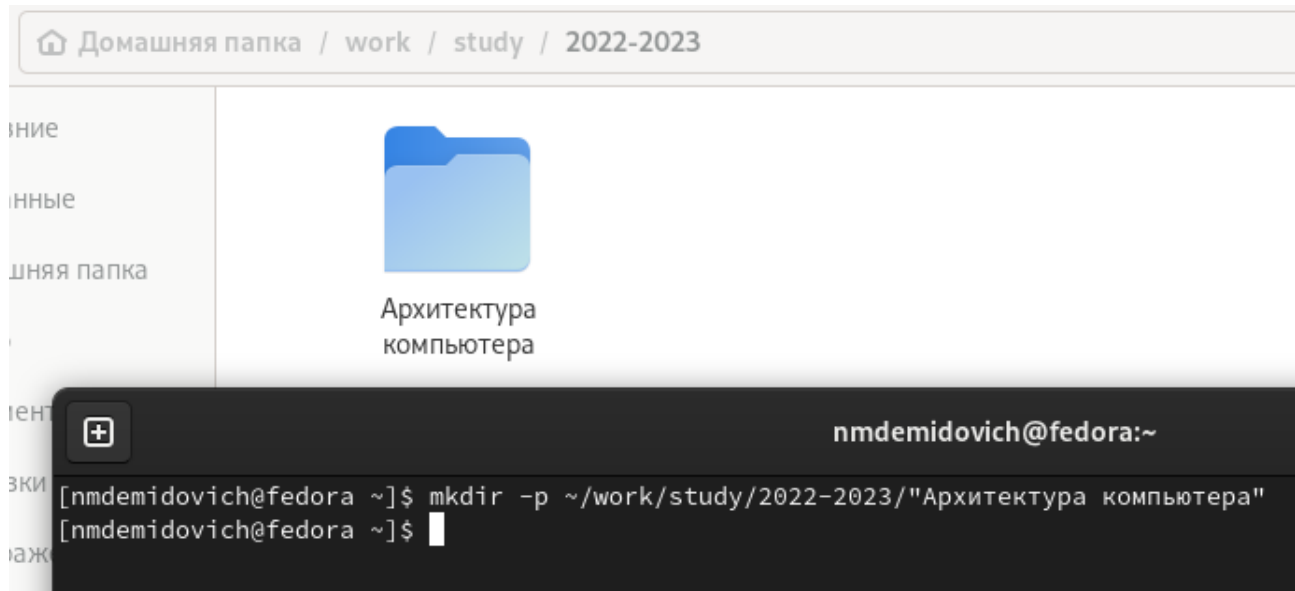 Домашняя папка / work / study / 2022-2023
папка
Архитектура
компьютера
nmdemidovich@fedora:~
[nmdemidovich@fedora ~]$ mkdir -p ~/work/study/2022-2023/"Архитектура компьютера"
[nmdemidovich@fedora ~]$